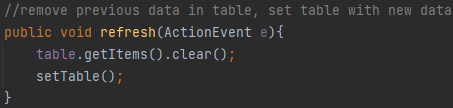 //remove previous data in table, set table with new data
public void refresh(ActionEvent e){
    table.getItems().clear();
    setTable();
}